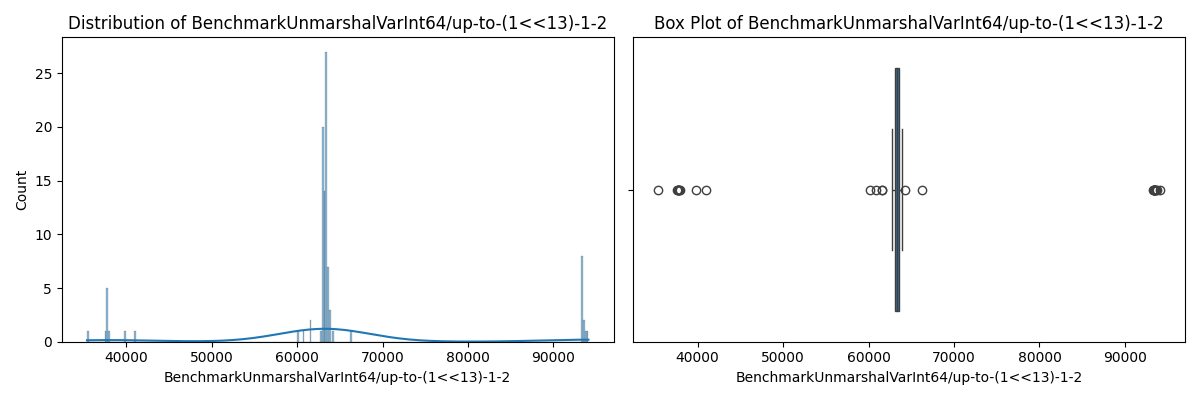 Distribution of BenchmarkUnmarshalVarInt64/up-to-(1<<13)-1-2
25
20
15
10
5
0
Count
40000 50000 60000 70000 80000 90000
BenchmarkUnmarshalVarInt64/up-to-(1<<13)-1-2
Box Plot of BenchmarkUnmarshalVarInt64/up-to-(1<<13)-1-2
40000 50000 60000 70000 80000 90000
BenchmarkUnmarshalVarInt64/up-to-(1<<13)-1-2